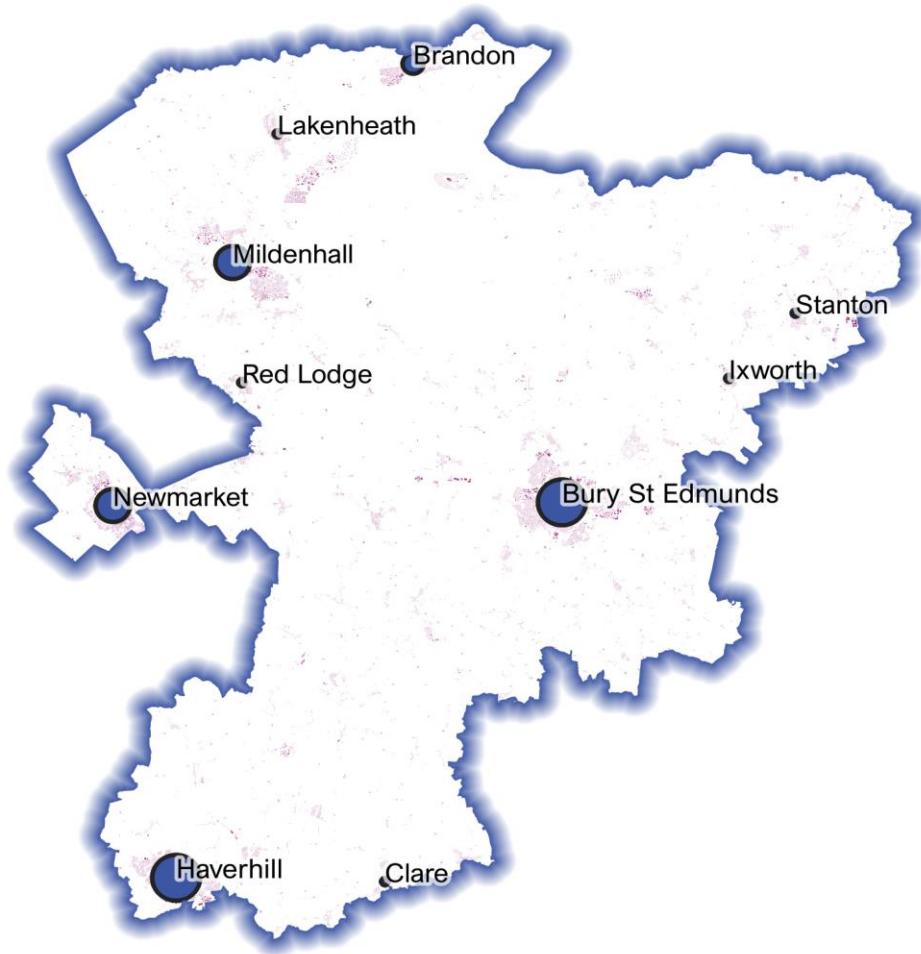 Brandon
Lakenheath
Mildenhall
Stanton
Red Lodge
Ixworth
Newmarket
Bury St Edmunds
Haverhill
Clare